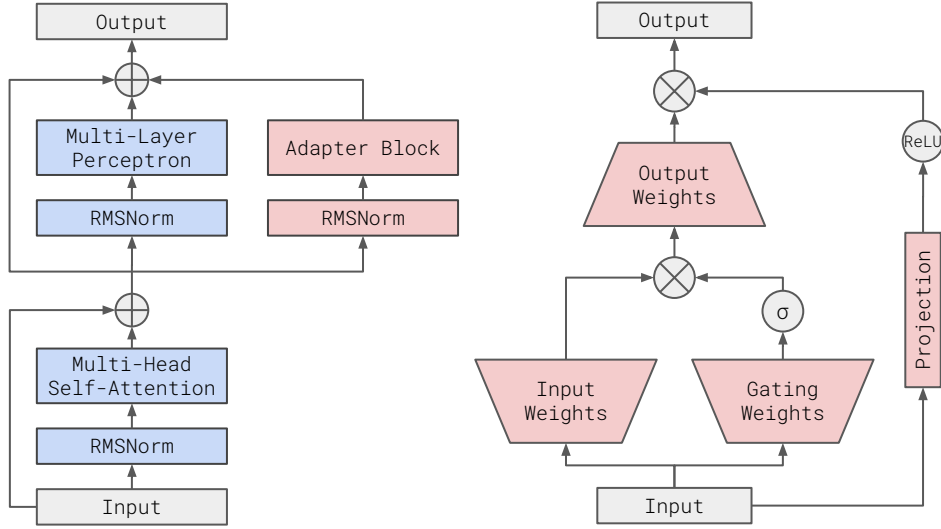 Output
Multi-Layer
Perceptron
RMSNorm
Adapter Block
RMSNorm
Multi-Head
Self-Attention
RMSNorm
Input
Output
ReLU
Output
Weights
Projection
σ
Input
Weights
Gating
Weights
Input